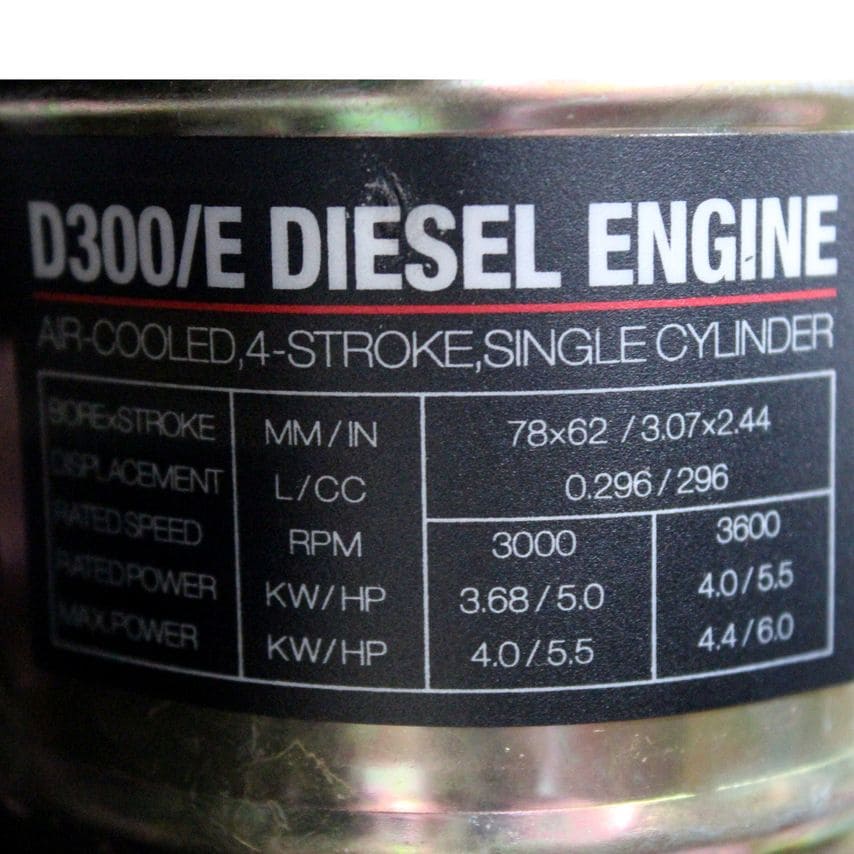 D300/E DIESEL ENGINE
AIR-COOLED,4-STROKE,SINGLE CYLINDER
BORExSTROKE MM/IN 78x62 /3.07x2.44
DISPLACEMENT L/CC 0.296/296
RATED SPEED RPM 3000 3600
RATED POWER KW/HP 3.68/5.0 4.0/5.5
MAX.POWER KW/HP 4.0/5.5 4.4/6.0